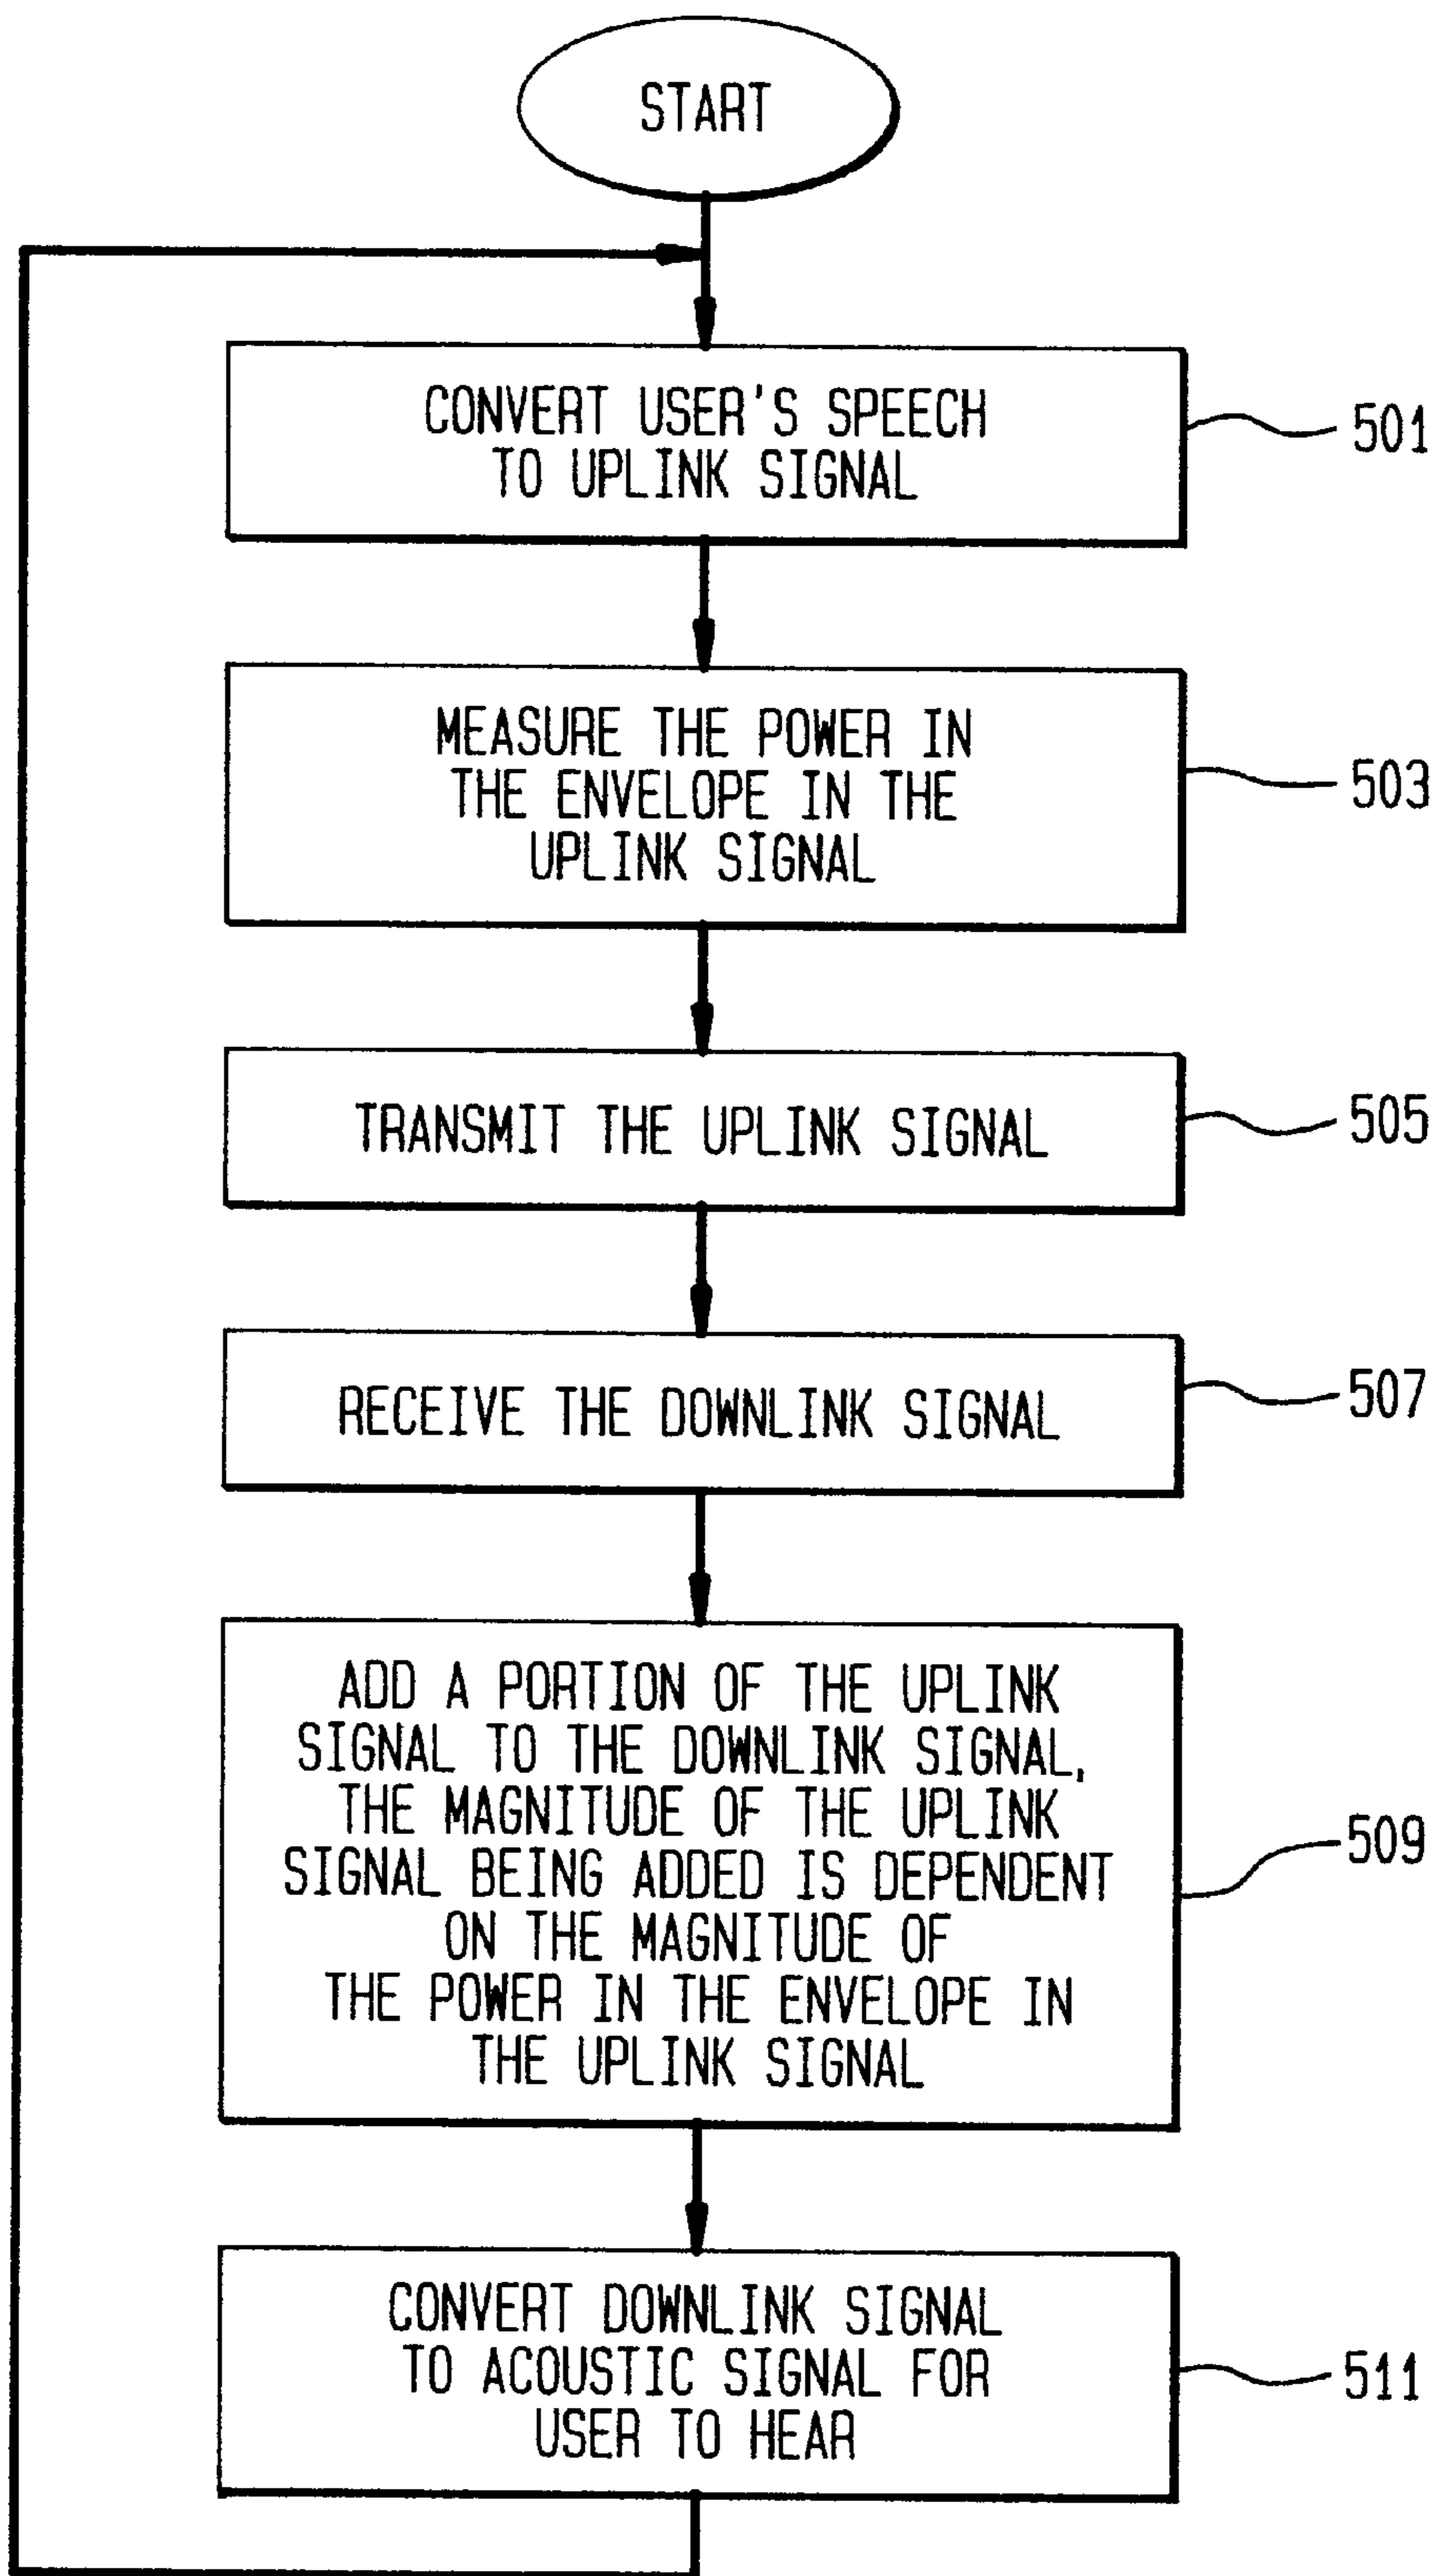 START
CONVERT USER'S SPEECH
TO UPLINK SIGNAL
501
MEASURE THE POWER IN
THE ENVELOPE IN THE
UPLINK SIGNAL
503
TRANSMIT THE UPLINK SIGNAL
505
RECEIVE THE DOWNLINK SIGNAL
507
ADD A PORTION OF THE UPLINK
SIGNAL TO THE DOWNLINK SIGNAL,
THE MAGNITUDE OF THE UPLINK
SIGNAL BEING ADDED IS DEPENDENT
ON THE MAGNITUDE OF
THE POWER IN THE ENVELOPE IN
THE UPLINK SIGNAL
509
CONVERT DOWNLINK SIGNAL
TO ACOUSTIC SIGNAL FOR
USER TO HEAR
511